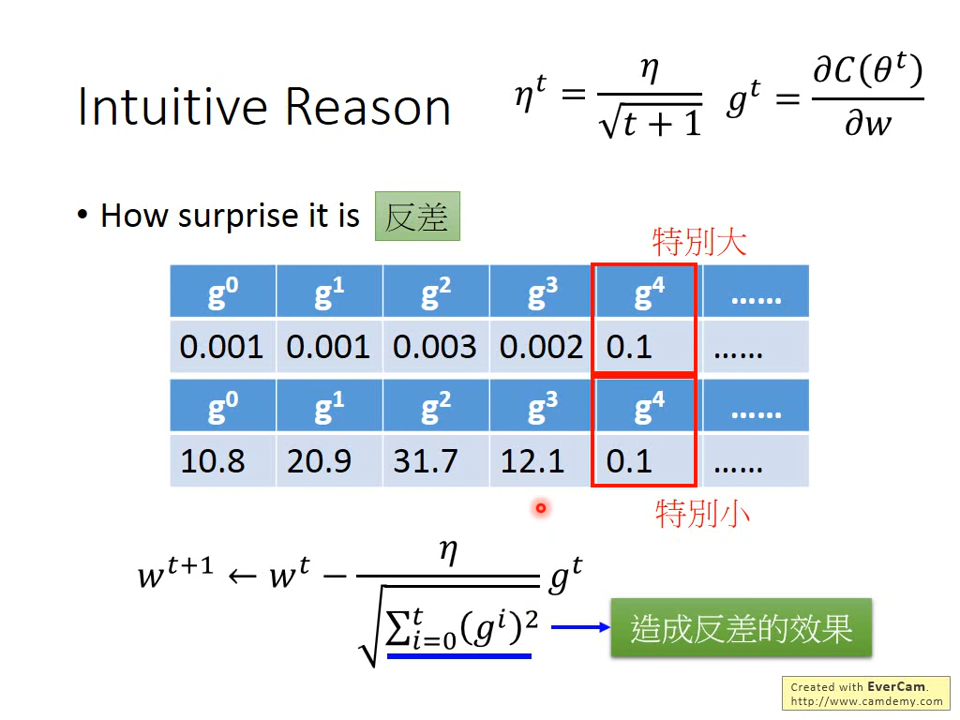 Intuitive Reason
η^t = η / √(t + 1)   g^t = ∂C(θ^t) / ∂w
• How surprise it is 反差
特別大
g^0 g^1 g^2 g^3 g^4 ……
0.001 0.001 0.003 0.002 0.1 ……
g^0 g^1 g^2 g^3 g^4 ……
10.8 20.9 31.7 12.1 0.1 ……
特別小
w^{t+1} ← w^t − η / √(∑_{i=0}^{t}(g^i)^2) g^t
造成反差的效果
Created with EverCam.
http://www.camdemy.com